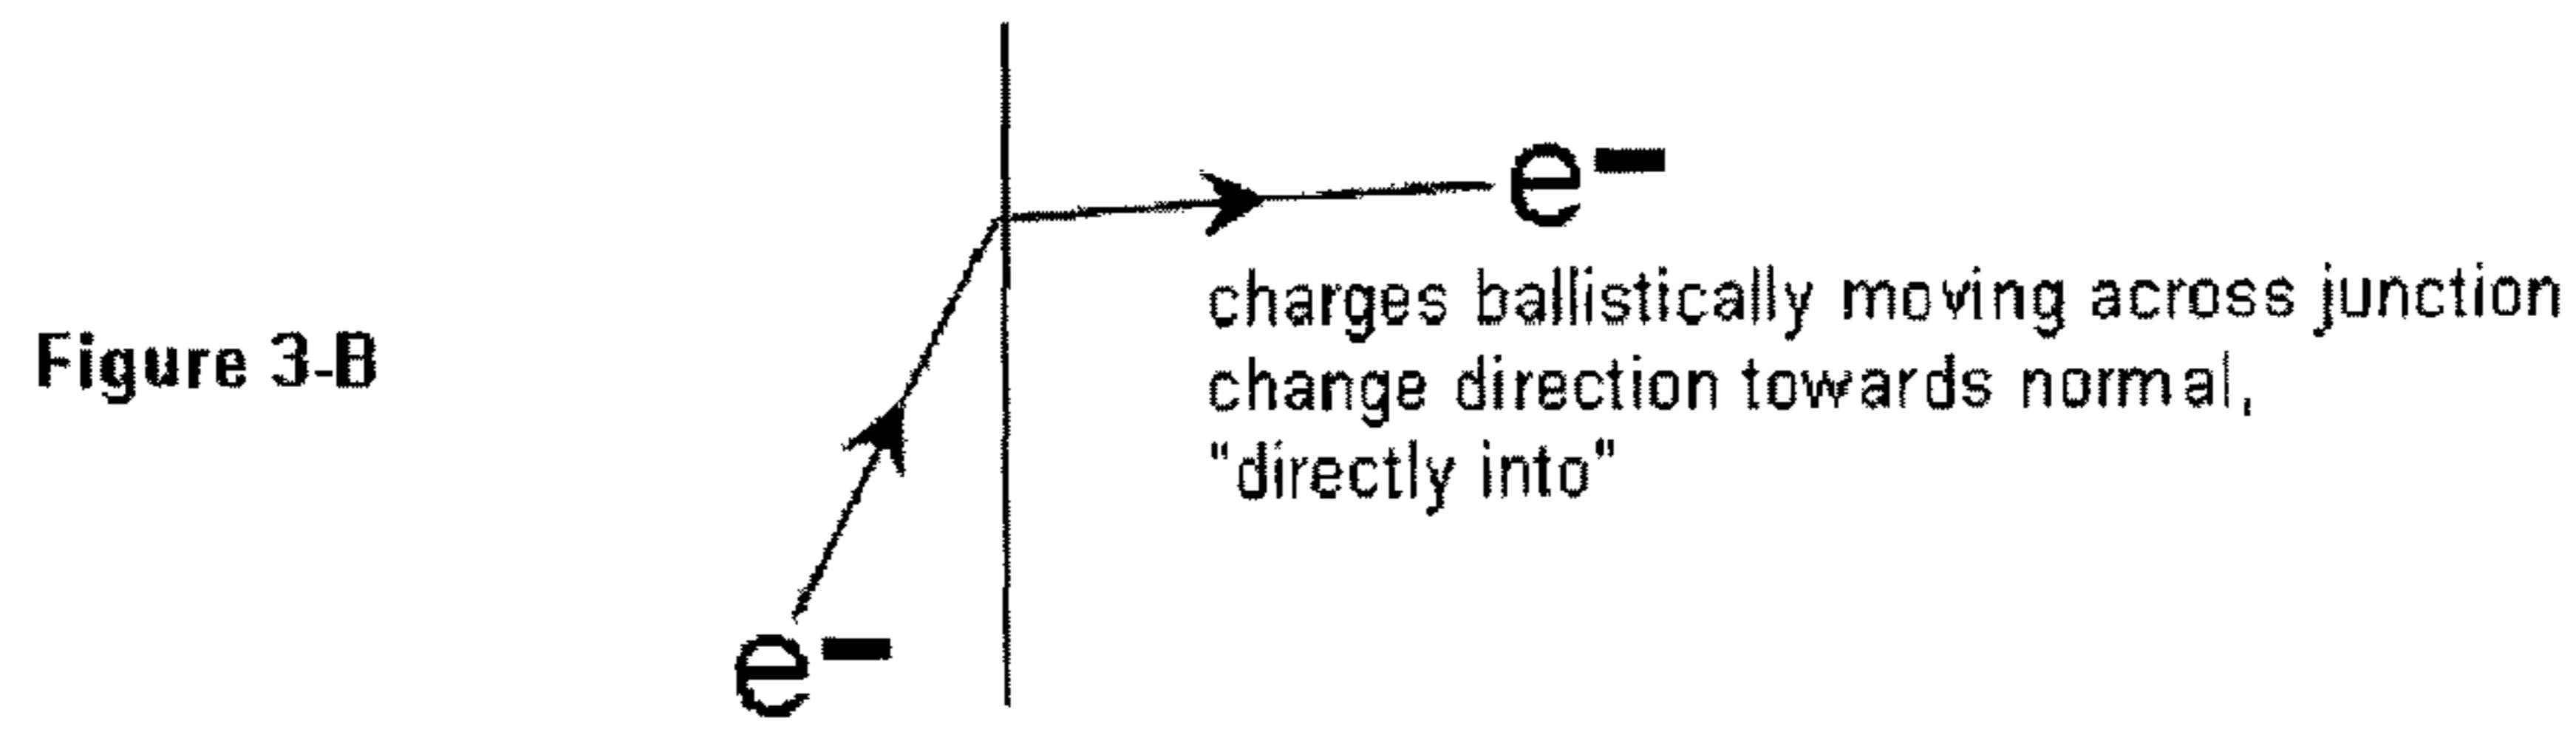 e−
charges ballistically moving across junction
change direction towards normal,
"directly into"
Figure 3-B
e−